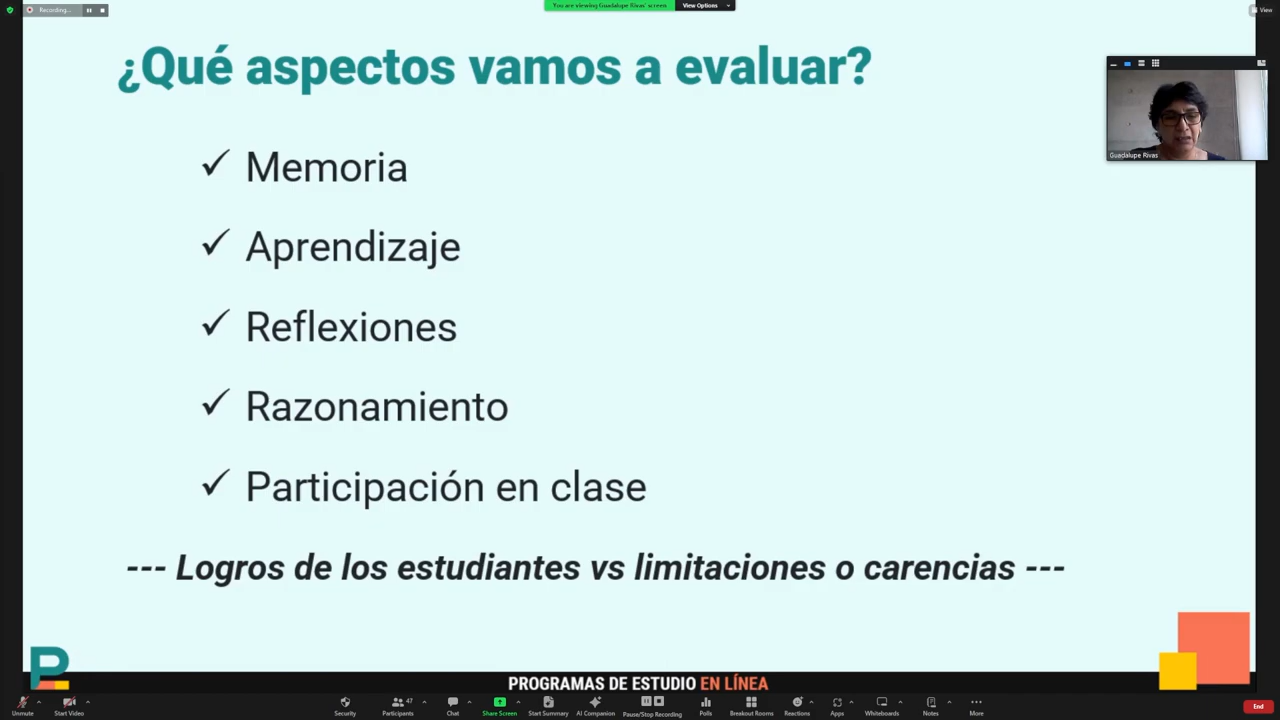 Recording...
You are viewing Guadalupe Rivas' screen
View Options
View
¿Qué aspectos vamos a evaluar?
✓ Memoria
✓ Aprendizaje
✓ Reflexiones
✓ Razonamiento
✓ Participación en clase
--- Logros de los estudiantes vs limitaciones o carencias ---
Guadalupe Rivas
PROGRAMAS DE ESTUDIO EN LÍNEA
Unmute
Start Video
Security
Participants
47
Chat
Share Screen
Start Summary
AI Companion
Pause/Stop Recording
Polls
Breakout Rooms
Reactions
Apps
Whiteboards
Notes
More
End